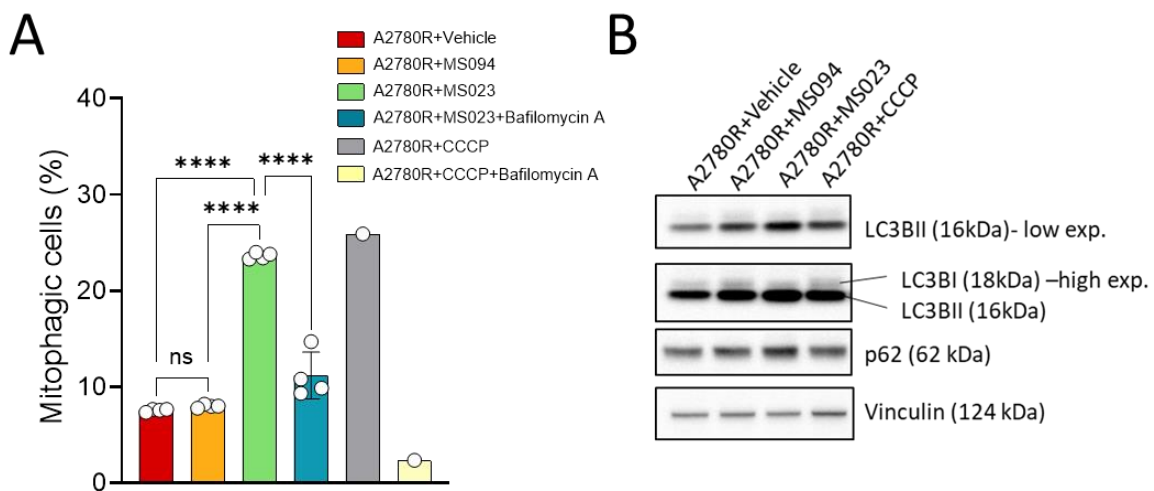 A
A2780R+Vehicle
A2780R+MS094
A2780R+MS023
A2780R+MS023+Bafilomycin A
A2780R+CCCP
A2780R+CCCP+Bafilomycin A
Mitophagic cells (%)
40
30
20
10
0
****
****
****
ns
B
A2780R+Vehicle
A2780R+MS094
A2780R+MS023
A2780R+CCCP
LC3BII (16kDa)- low exp.
LC3BI (18kDa) –high exp.
LC3BII (16kDa)
p62 (62 kDa)
Vinculin (124 kDa)